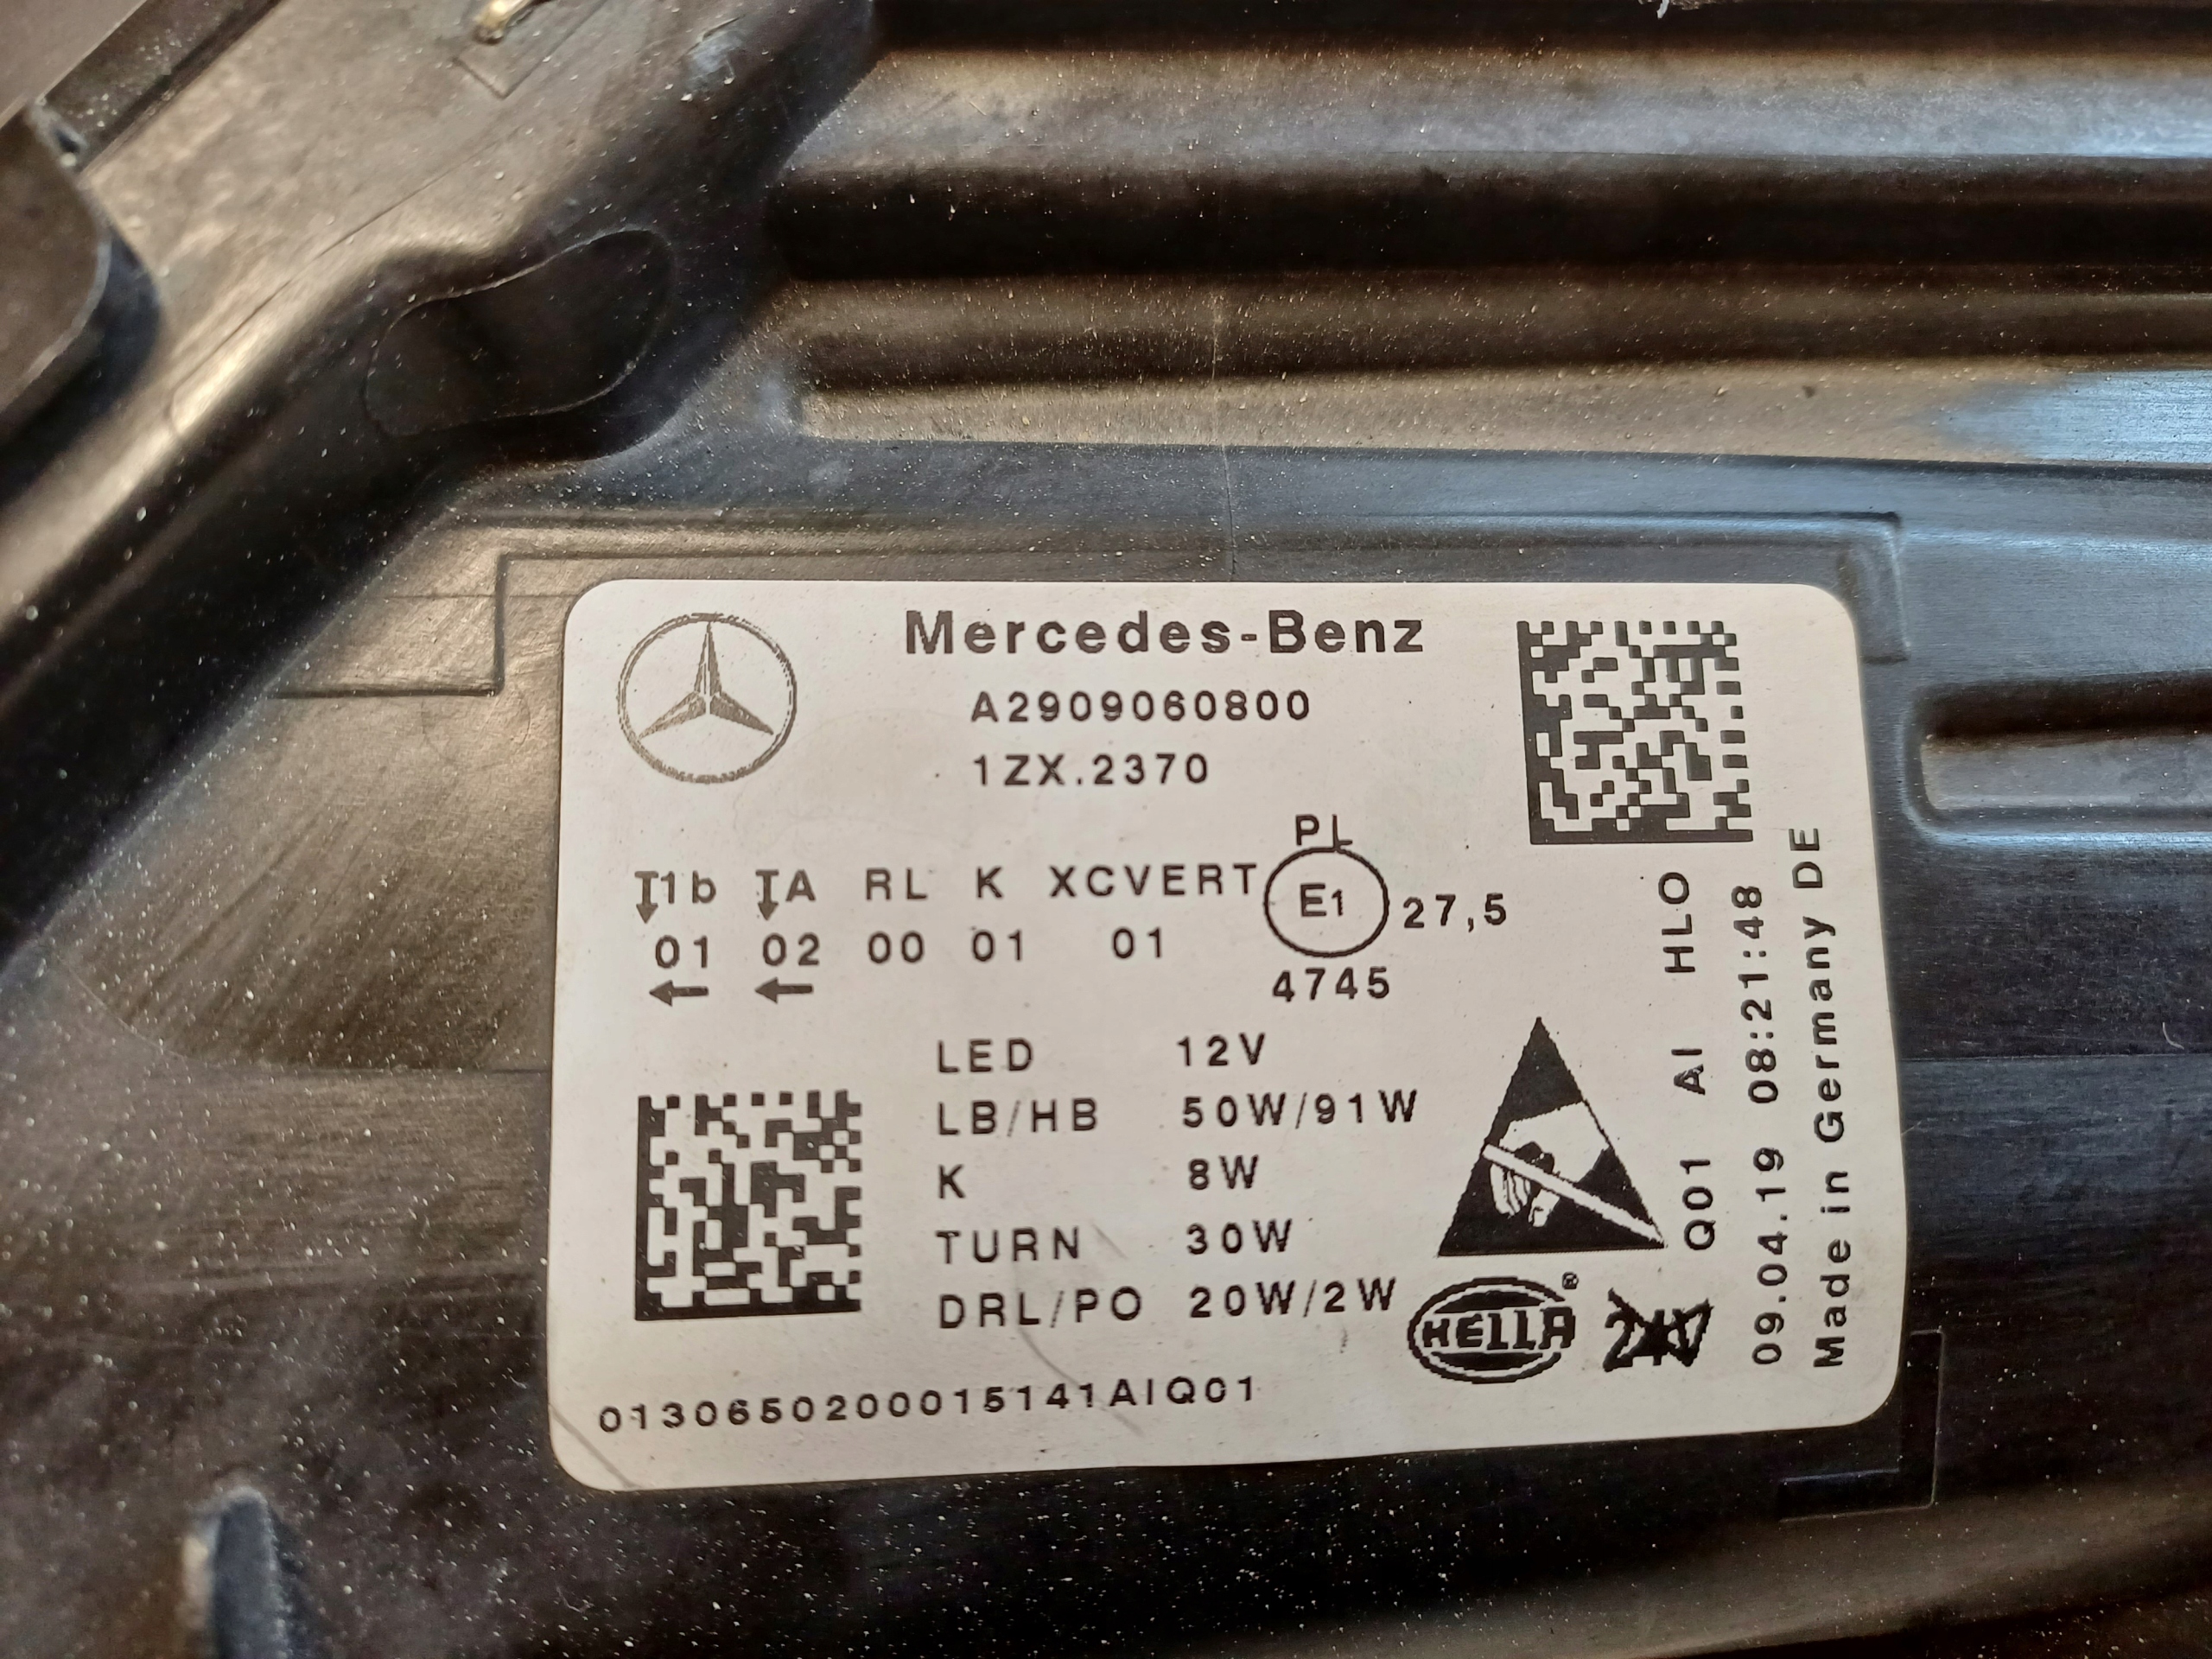 Mercedes-Benz
A2909060800
1ZX.2370
1b A RL K XCVERT
01 02 00 01 01
PL
E1
27,5
4745
LED 12V
LB/HB 50W/91W
K 8W
TURN 30W
DRL/PO 20W/2W
0130650200015141AIQ01
HELLA®
24V
Q01 AI HLO
09.04.19 08:21:48
Made in Germany DE